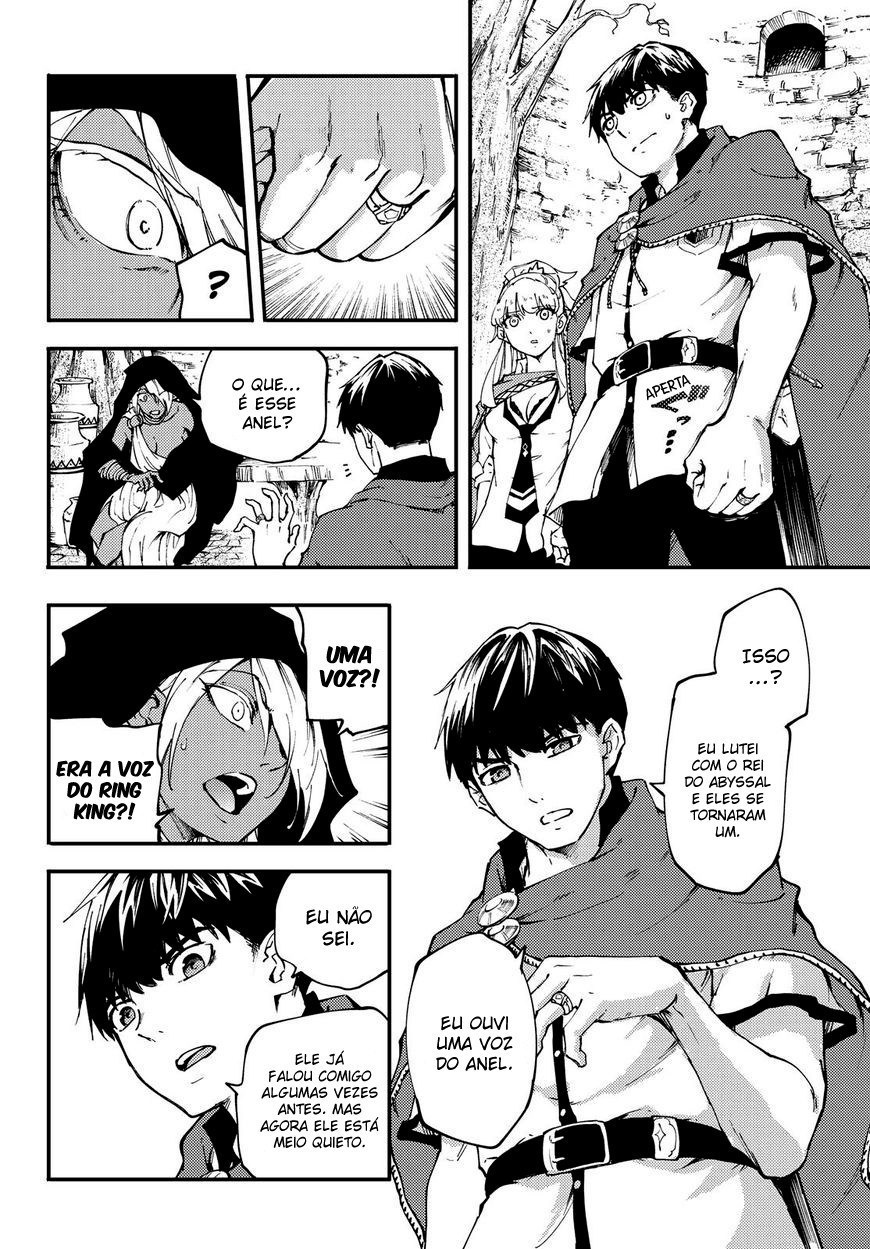 APERTA
?
O QUE...
É ESSE
ANEL?
ISSO
...?
EU LUTEI
COM O REI
DO ABYSSAL
E ELES SE
TORNARAM
UM.
EU OUVI
UMA VOZ
DO ANEL.
UMA
VOZ?!
ERA A VOZ
DO RING
KING?!
EU NÃO
SEI.
ELE JÁ
FALOU COMIGO
ALGUMAS VEZES
ANTES. MAS
AGORA ELE ESTÁ
MEIO QUIETO.